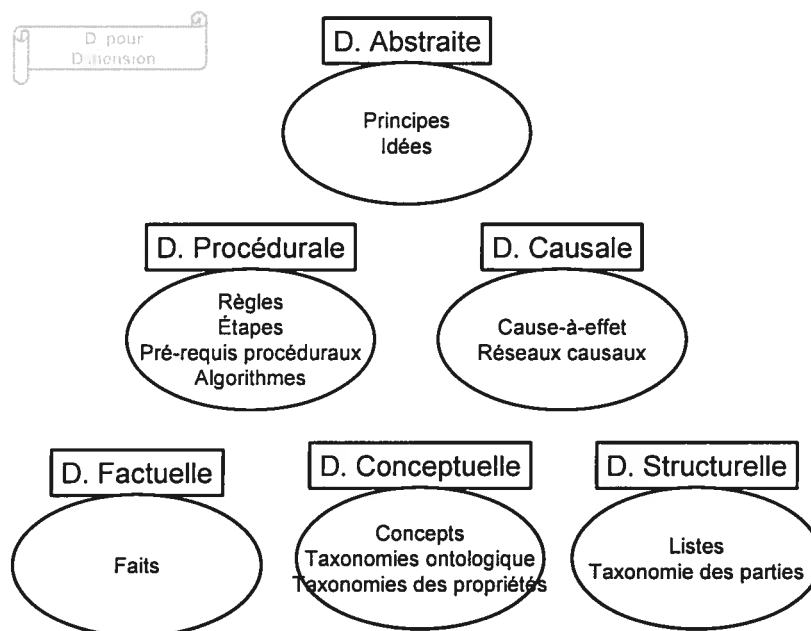 D pour
Dimension
D. Abstraite
Principes
Idées
D. Procédurale
Règles
Étapes
Pré-requis procéduraux
Algorithmes
D. Causale
Cause-à-effet
Réseaux causaux
D. Factuelle
Faits
D. Conceptuelle
Concepts
Taxonomies ontologique
Taxonomies des propriétés
D. Structurelle
Listes
Taxonomie des parties